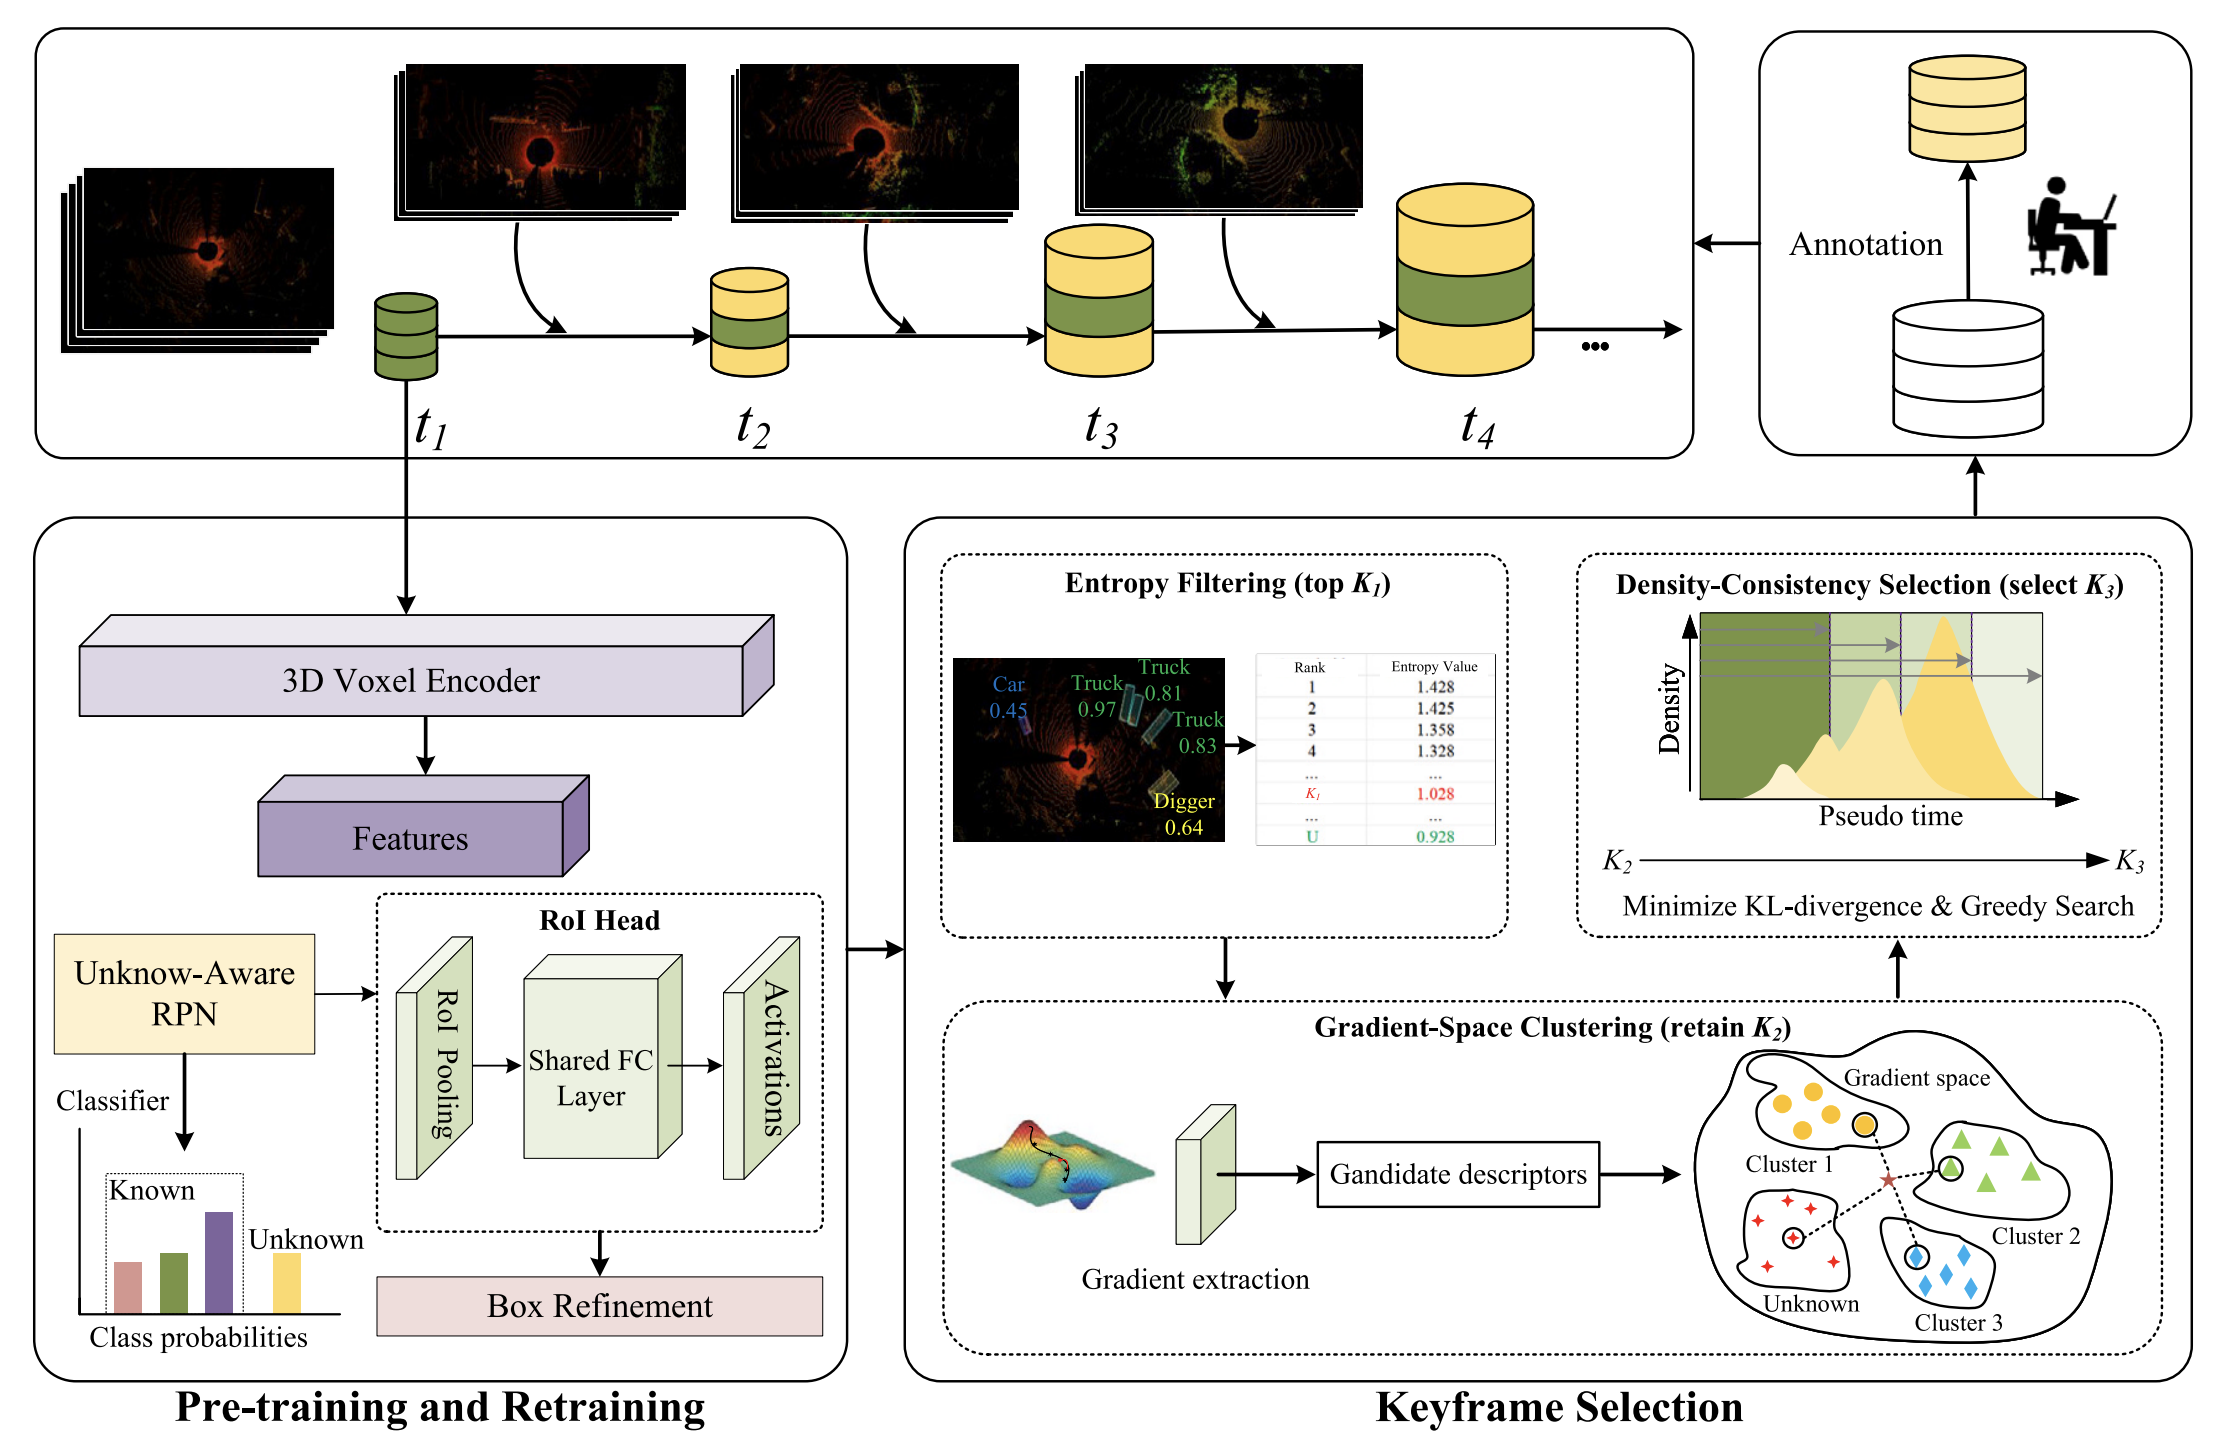 t1
t2
t3
t4
...
Annotation
3D Voxel Encoder
Features
Unknow-Aware
RPN
Classifier
Known
Unknown
Class probabilities
RoI Head
RoI Pooling
Shared FC
Layer
Activations
Box Refinement
Pre-training and Retraining
Entropy Filtering (top K1)
Car
0.45
Truck
0.97
Truck
0.81
Truck
0.83
Digger
0.64
Rank Entropy Value
1 1.428
2 1.425
3 1.358
4 1.328
... ...
K1 1.028
... ...
U 0.928
Density-Consistency Selection (select K3)
Density
Pseudo time
K2 K3
Minimize KL-divergence & Greedy Search
Gradient-Space Clustering (retain K2)
Gradient extraction
Gandidate descriptors
Gradient space
Cluster 1
Cluster 2
Unknown
Cluster 3
Keyframe Selection